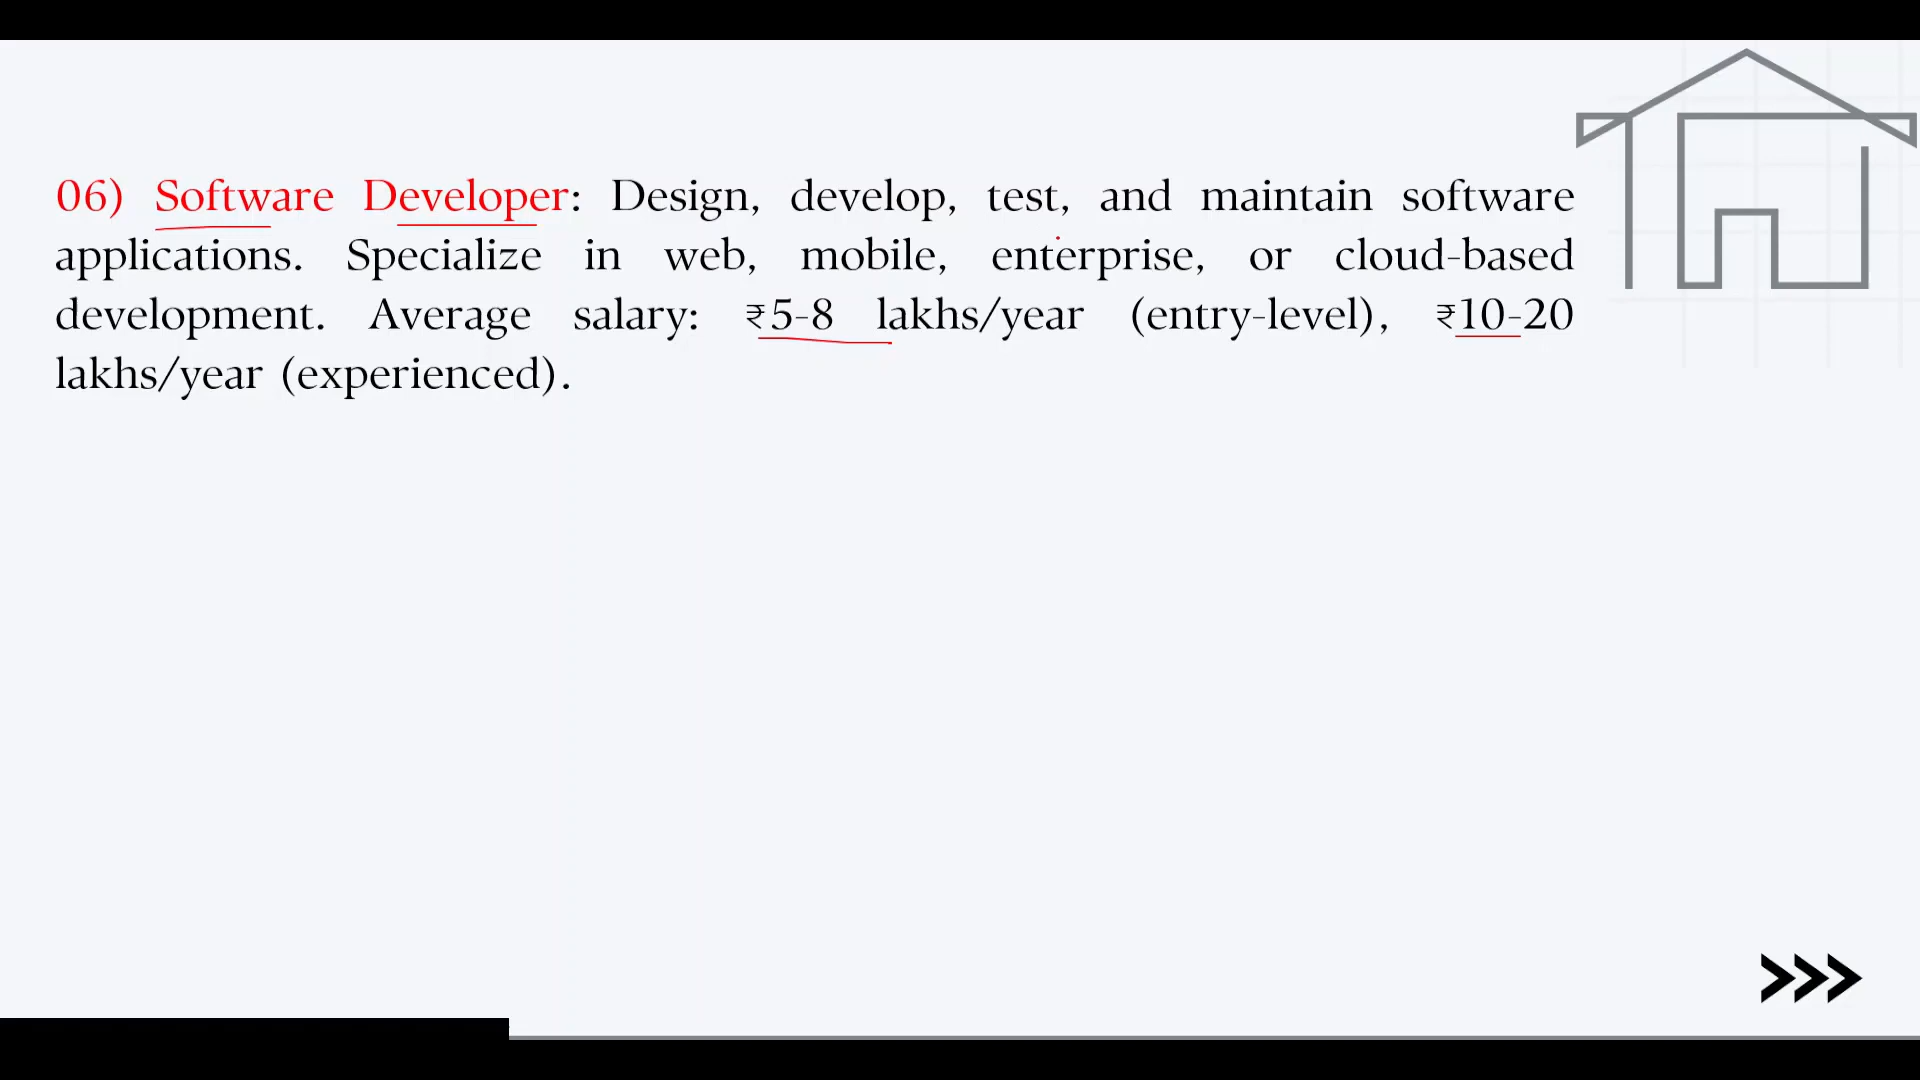 06) Software Developer: Design, develop, test, and maintain software
applications. Specialize in web, mobile, enterprise, or cloud-based
development. Average salary: ₹5-8 lakhs/year (entry-level), ₹10-20
lakhs/year (experienced).